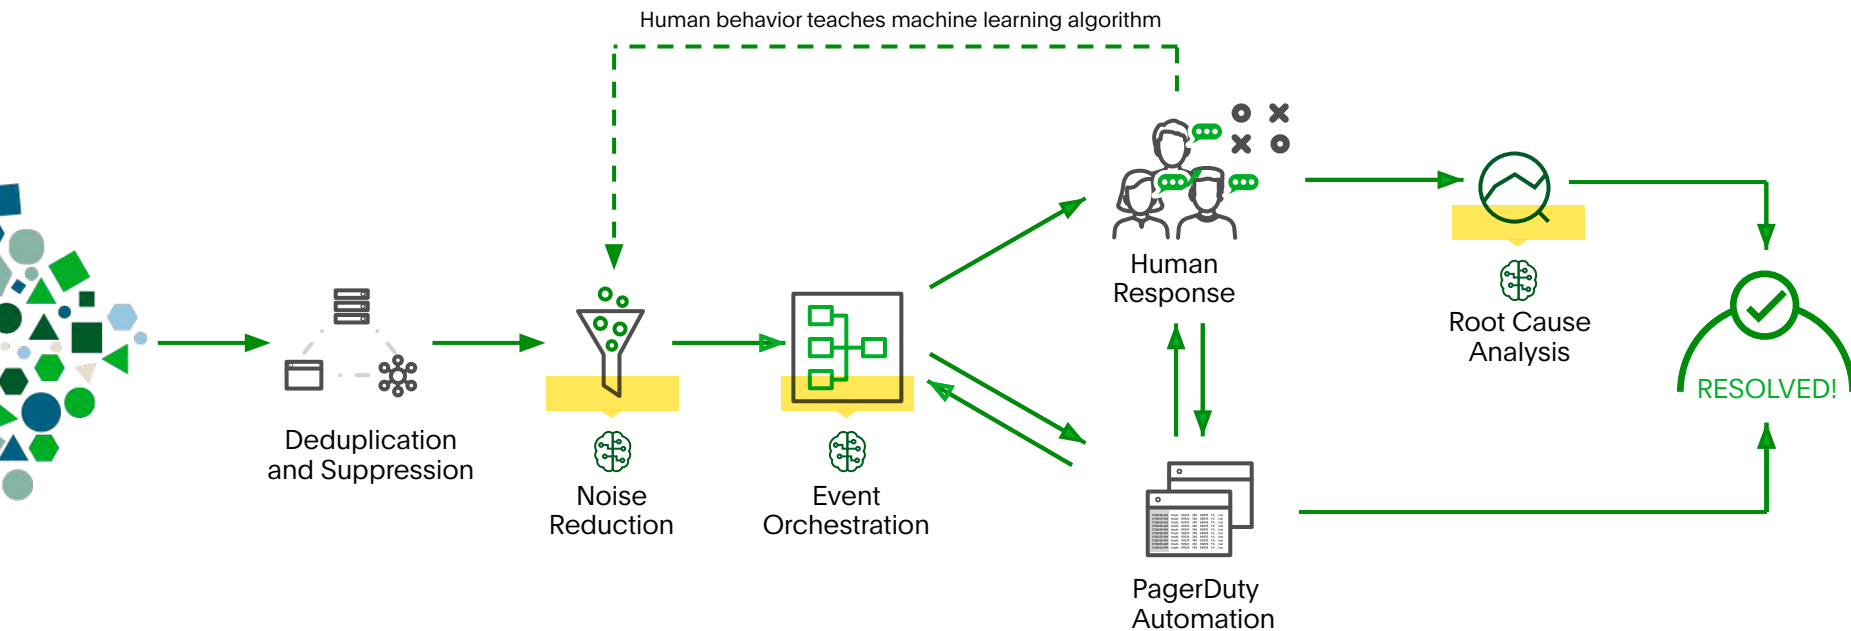 Human behavior teaches machine learning algorithm
Deduplication
and Suppression
Noise
Reduction
Event
Orchestration
Human
Response
PagerDuty
Automation
Root Cause
Analysis
RESOLVED!